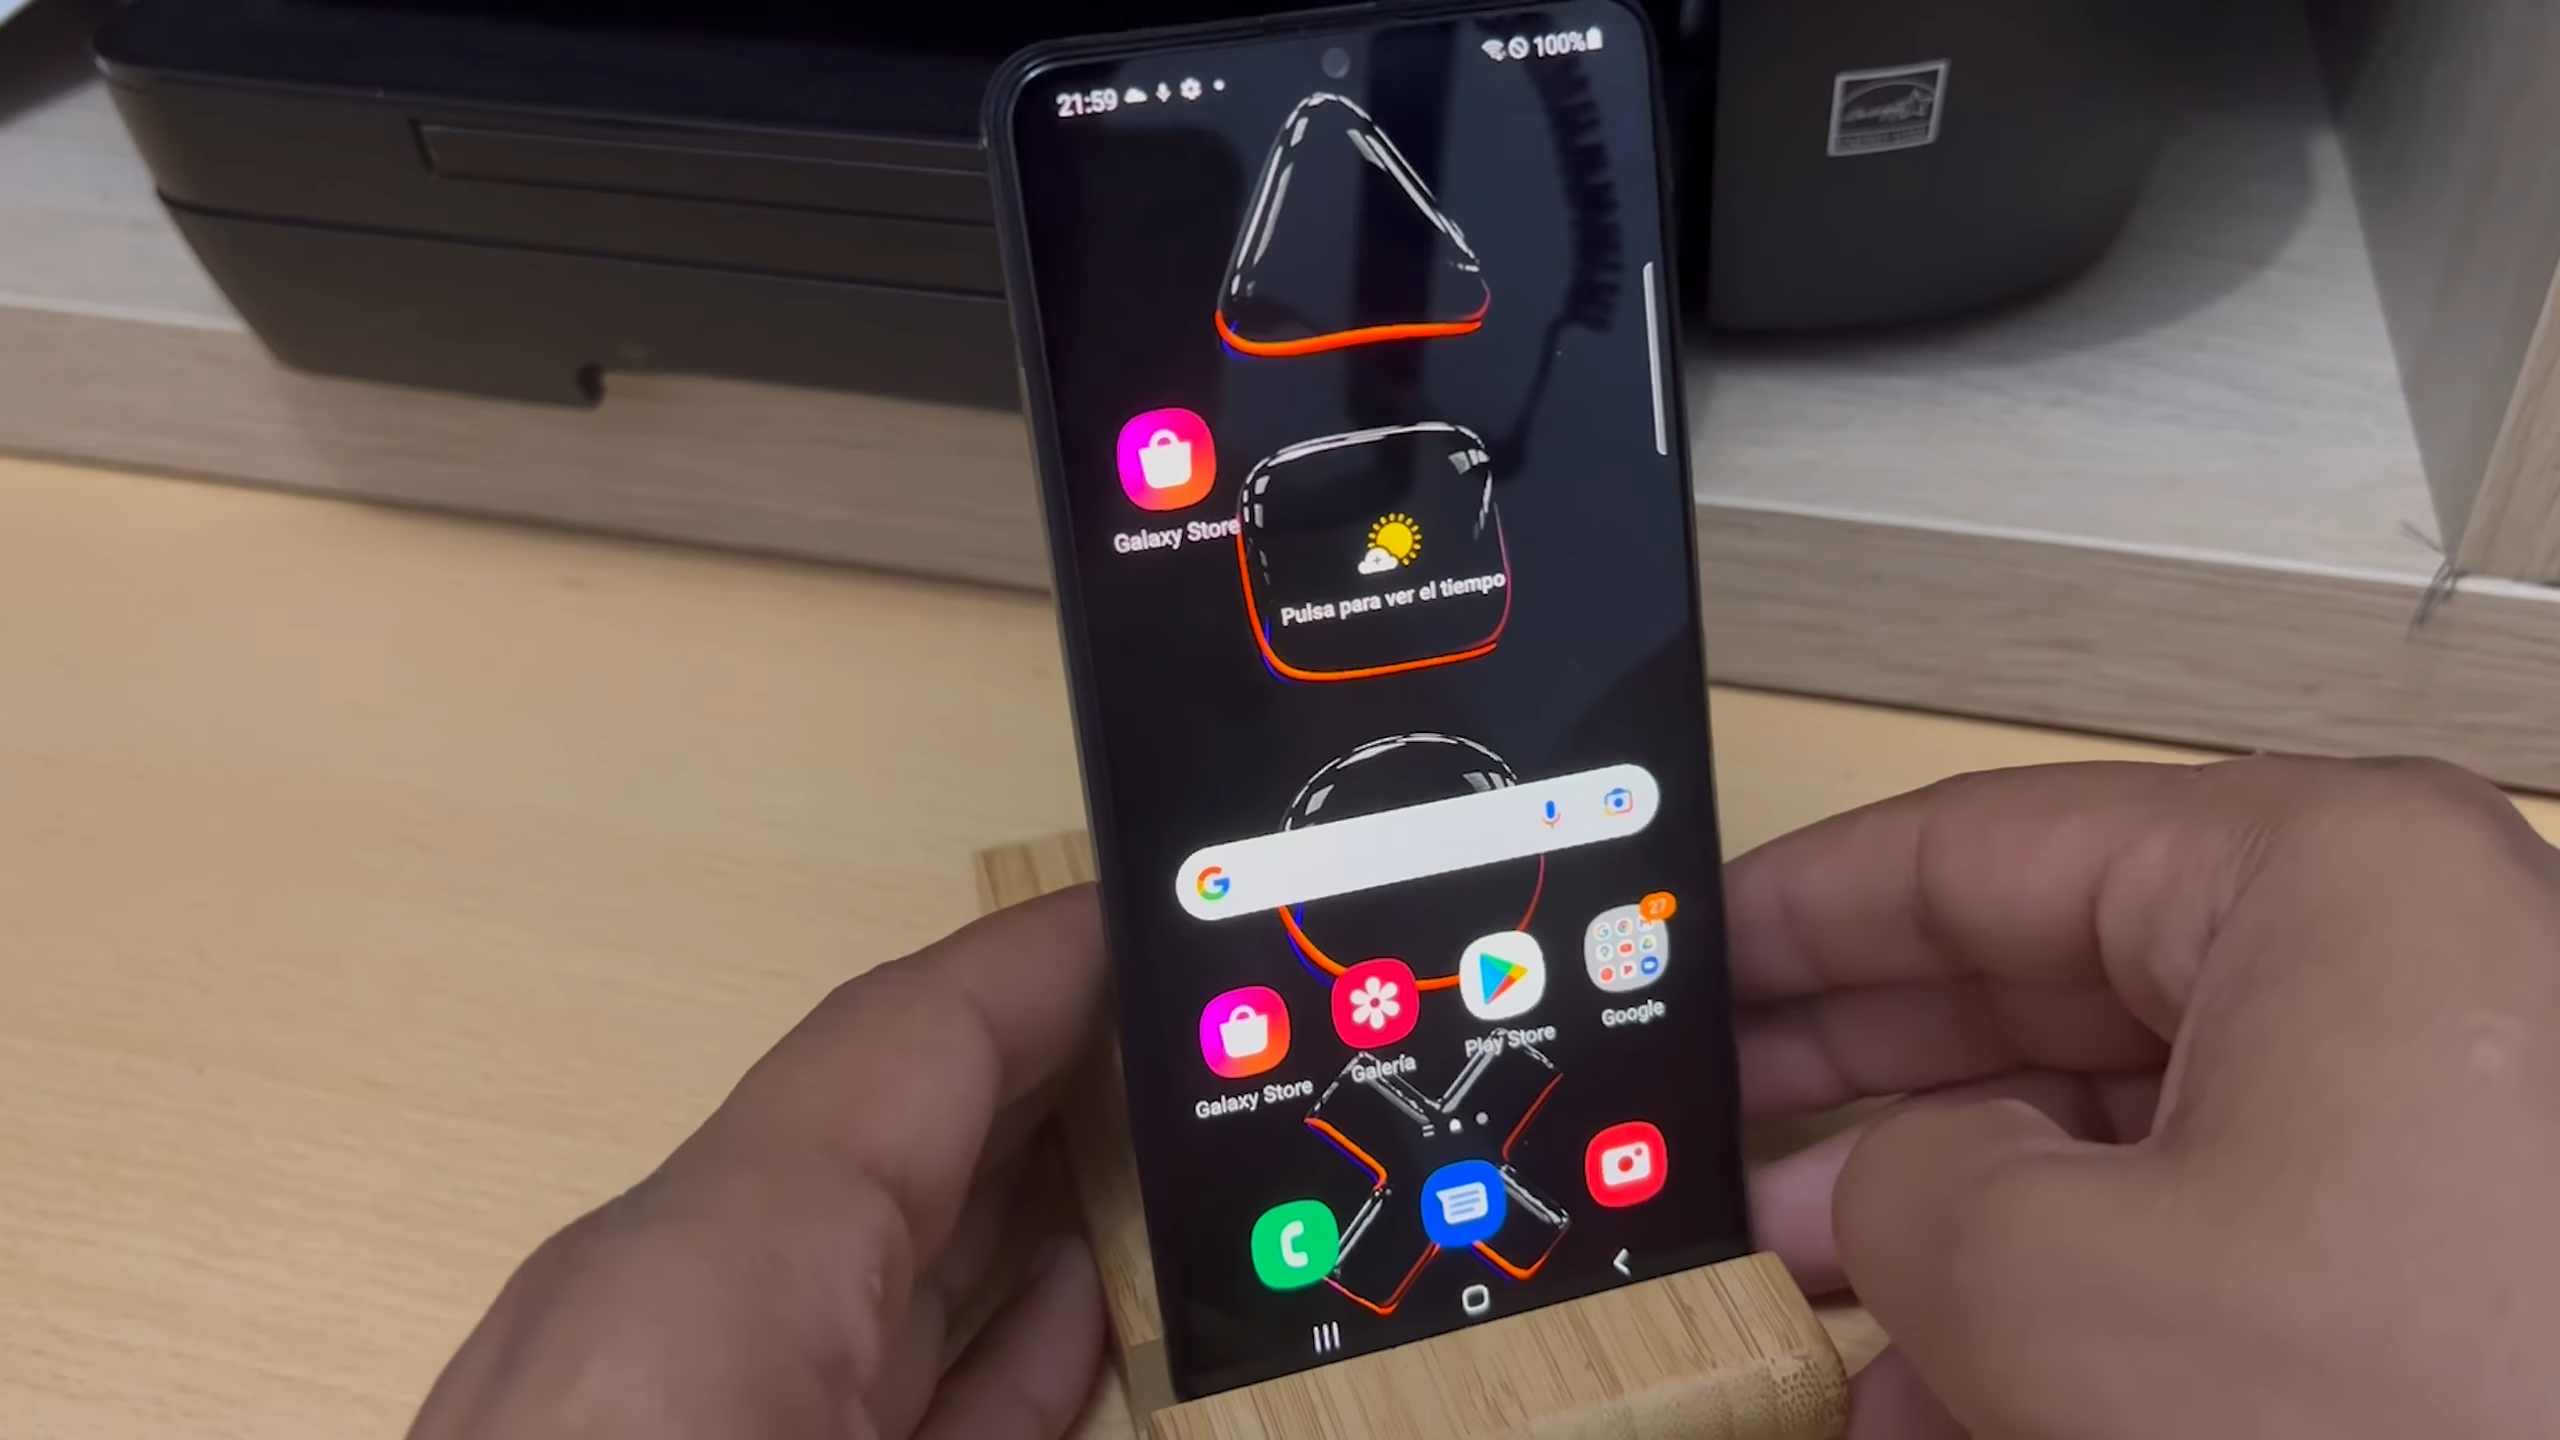 21:59
100%
Galaxy Store
Pulsa para ver el tiempo
27
Galaxy Store
Galería
Play Store
Google